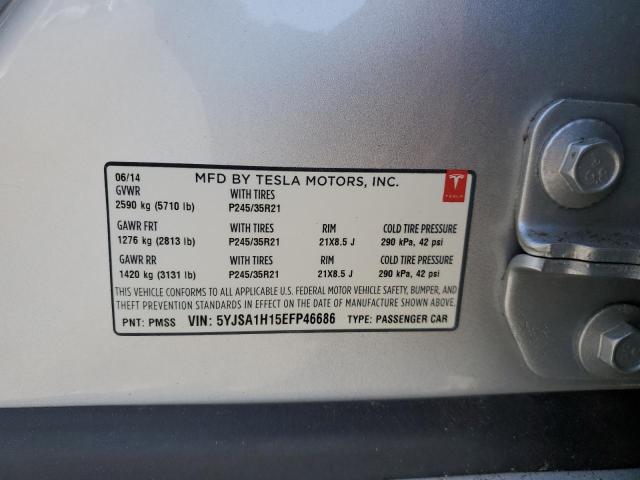 06/14 MFD BY TESLA MOTORS, INC.
GVWR WITH TIRES
2590 kg (5710 lb) P245/35R21
GAWR FRT WITH TIRES RIM COLD TIRE PRESSURE
1276 kg (2813 lb) P245/35R21 21X8.5 J 290 kPa, 42 psi
GAWR RR WITH TIRES RIM COLD TIRE PRESSURE
1420 kg (3131 lb) P245/35R21 21X8.5 J 290 kPa, 42 psi
THIS VEHICLE CONFORMS TO ALL APPLICABLE U.S. FEDERAL MOTOR VEHICLE SAFETY, BUMPER, AND
THEFT PREVENTION STANDARDS IN EFFECT ON THE DATE OF MANUFACTURE SHOWN ABOVE.
PNT: PMSS VIN: 5YJSA1H15EFP46686 TYPE: PASSENGER CAR
TESLA